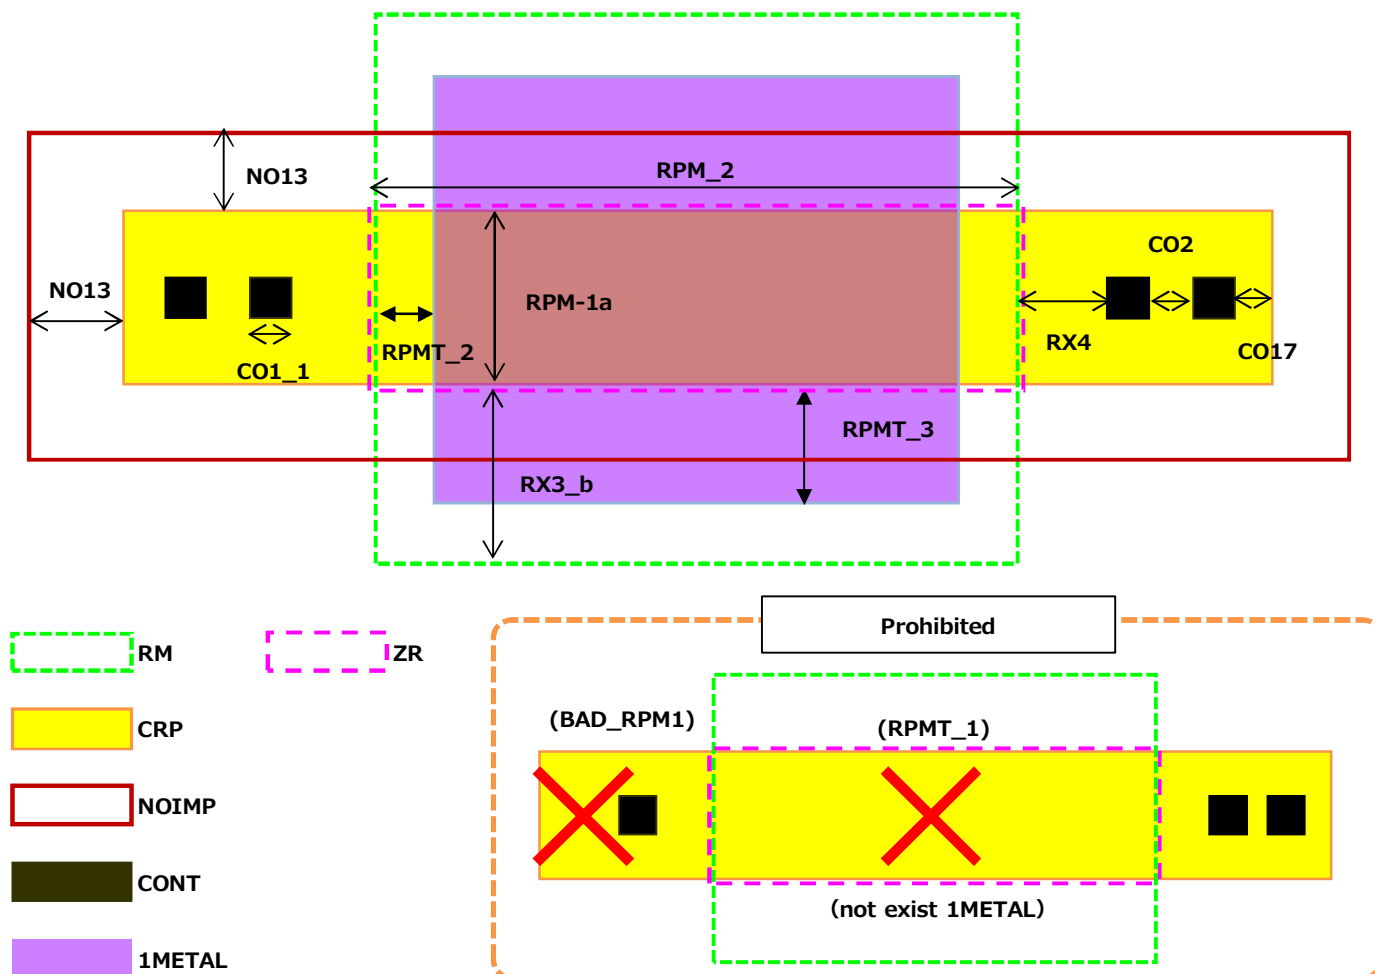 NO13
RPM_2
CO2
NO13
RPM-1a
RX4
RPMT_2
CO1_1
CO17
RPMT_3
RX3_b
Prohibited
RM
ZR
(BAD_RPM1)
(RPMT_1)
CRP
NOIMP
CONT
(not exist 1METAL)
1METAL